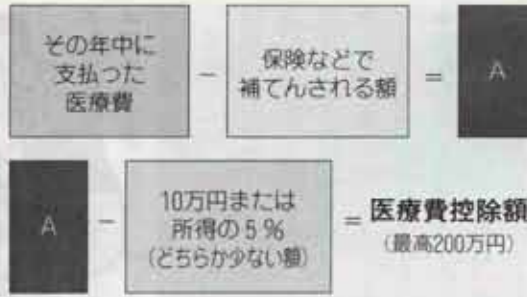 その年中に
支払った
医療費
−
保険などで
補てんされる額
=
A
A
−
10万円または
所得の5%
(どちらか少ない額)
=
医療費控除額
(最高200万円)